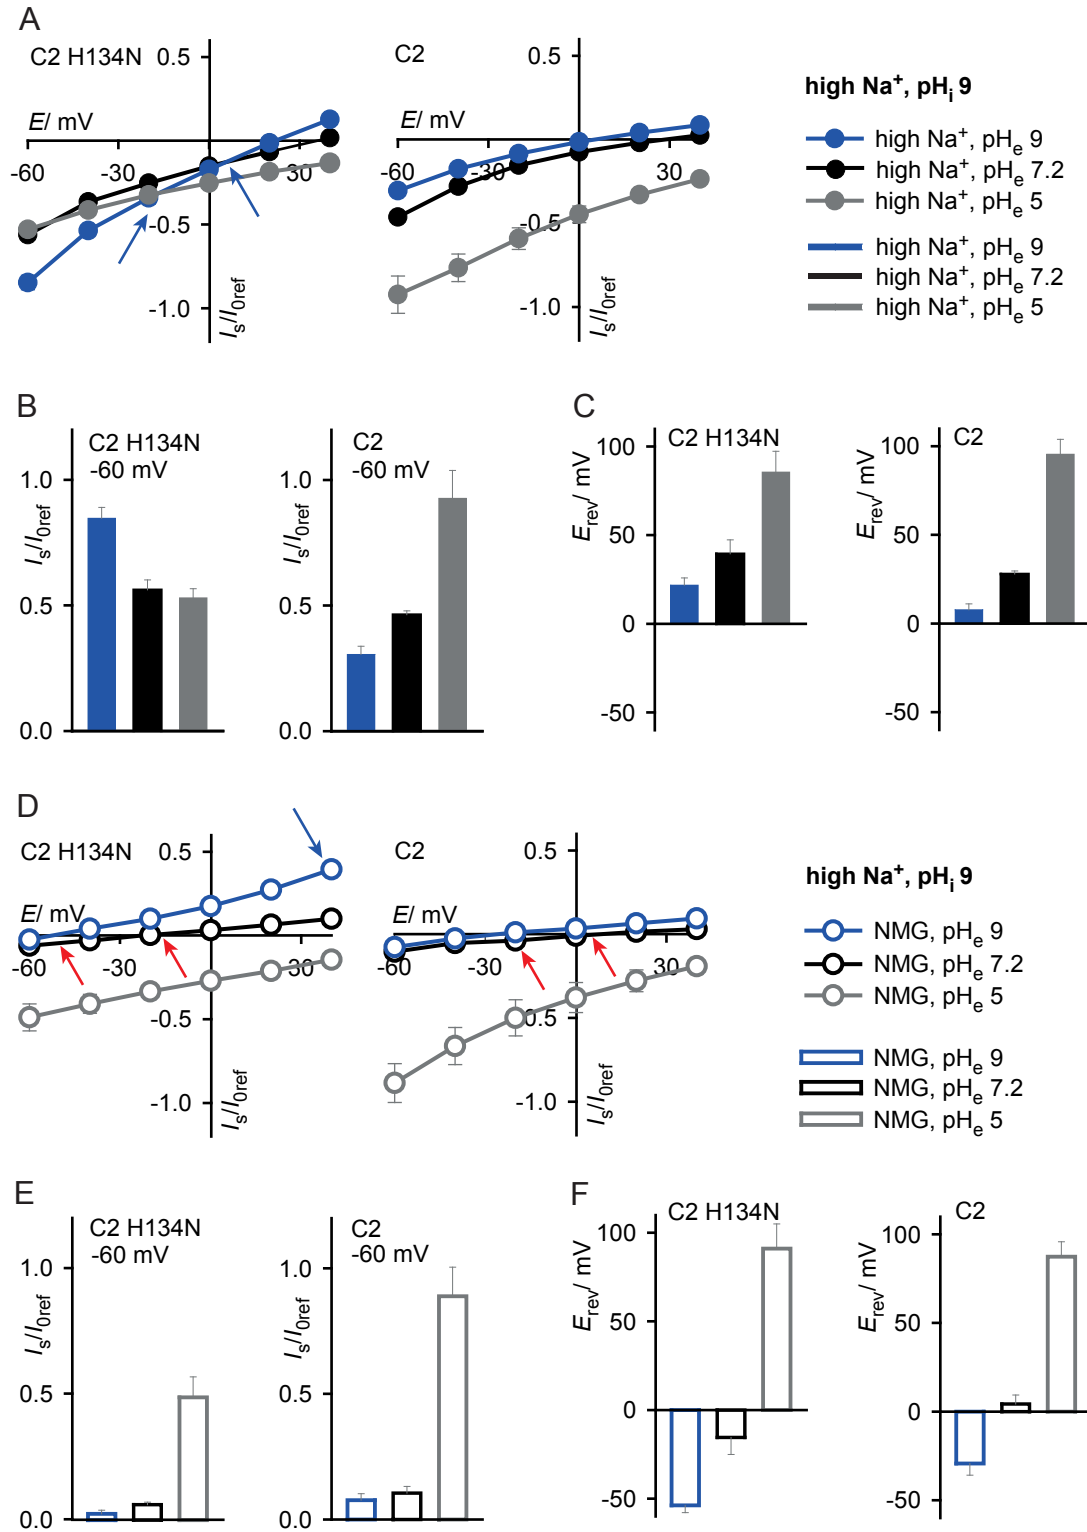 A
C2 H134N
0.5
E/ mV
-60
-30
30
-0.5
-1.0
Is/I0ref
C2
0.5
E/ mV
-60
-30
30
-0.5
-1.0
Is/I0ref
high Na+, pHi 9
high Na+, pHe 9
high Na+, pHe 7.2
high Na+, pHe 5
high Na+, pHe 9
high Na+, pHe 7.2
high Na+, pHe 5
B
C2 H134N
-60 mV
1.0
0.5
0.0
Is/I0ref
C2
-60 mV
1.0
0.5
0.0
Is/I0ref
C
C2 H134N
100
50
0
-50
Erev/ mV
C2
100
50
0
-50
Erev/ mV
D
C2 H134N
0.5
E/ mV
-60
-30
30
-0.5
-1.0
Is/I0ref
C2
0.5
E/ mV
-60
-30
30
-0.5
-1.0
Is/I0ref
high Na+, pHi 9
NMG, pHe 9
NMG, pHe 7.2
NMG, pHe 5
NMG, pHe 9
NMG, pHe 7.2
NMG, pHe 5
E
C2 H134N
-60 mV
1.0
0.5
0.0
Is/I0ref
C2
-60 mV
1.0
0.5
0.0
Is/I0ref
F
C2 H134N
100
50
0
-50
Erev/ mV
C2
100
50
0
-50
Erev/ mV